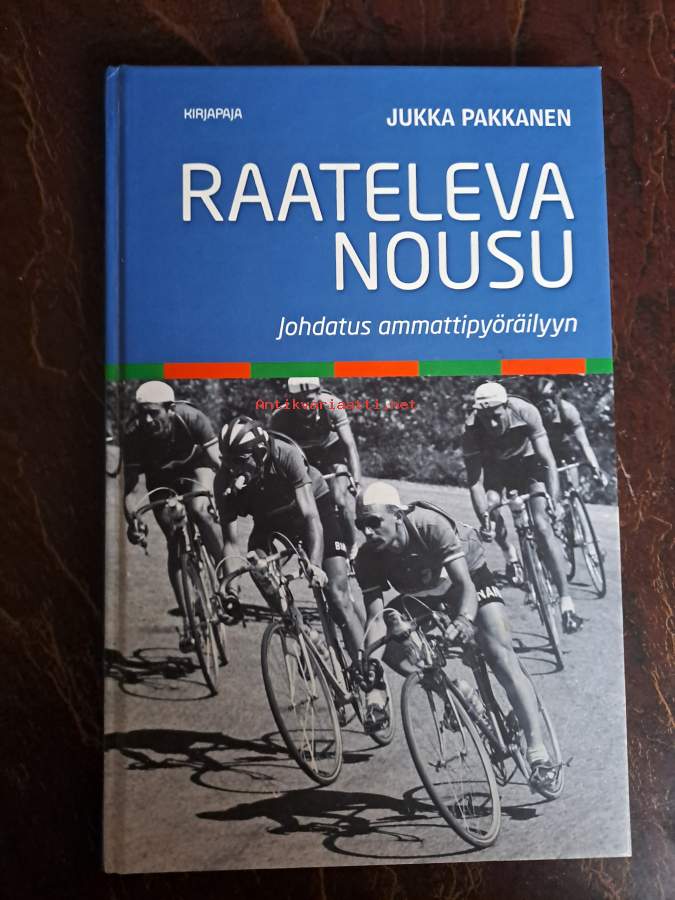 KIRJAPAJA
JUKKA PAKKANEN
RAATELEVA
NOUSU
Johdatus ammattipyöräilyyn
Antikvariaatti.net